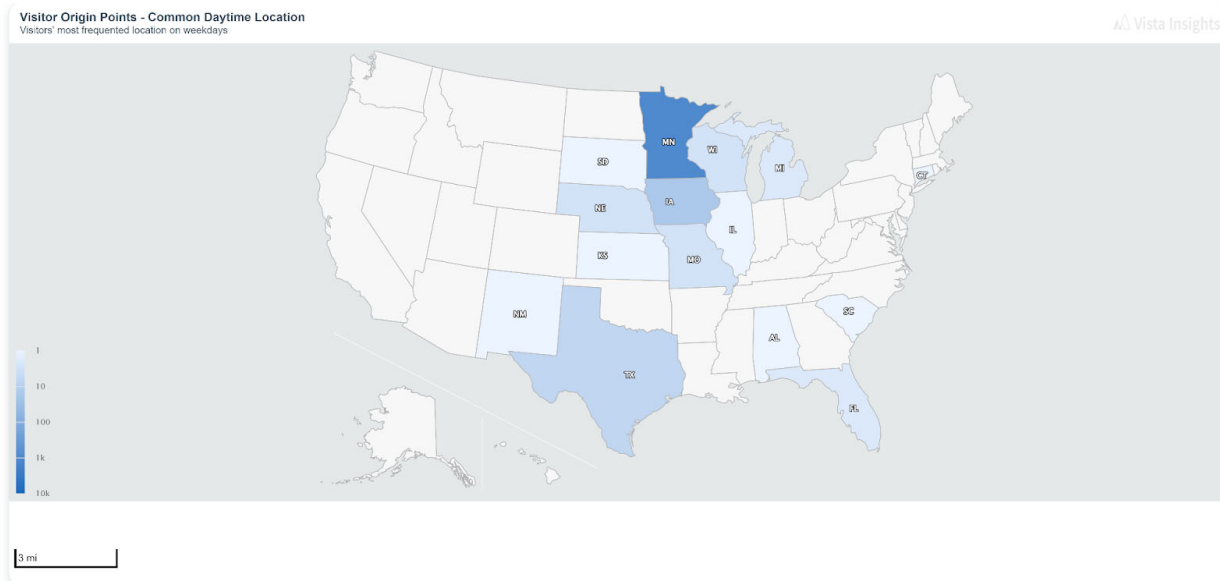 Visitor Origin Points - Common Daytime Location
Visitors' most frequented location on weekdays
Vista Insights
MN
WI
MI
SD
CT
IA
NE
IL
KS
MO
NM
SC
AL
TX
FL
1
10
100
1k
10k
3 mi